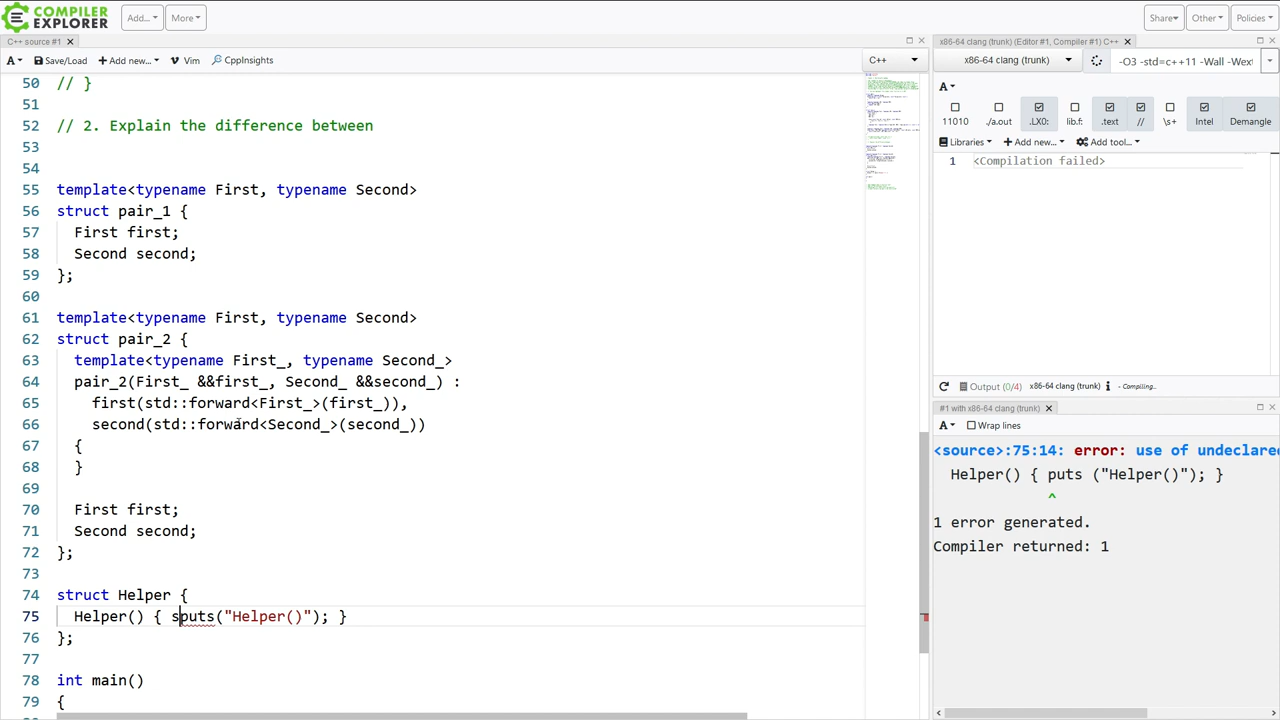 COMPILER
EXPLORER
Add...
More
Share
Other
Policies
C++ source #1
A
Save/Load
Add new...
Vim
CppInsights
C++
50 // }
51
52 // 2. Explain the difference between
53
54
55 template<typename First, typename Second>
56 struct pair_1 {
57 First first;
58 Second second;
59 };
60
61 template<typename First, typename Second>
62 struct pair_2 {
63 template<typename First_, typename Second_>
64 pair_2(First_ &&first_, Second_ &&second_) :
65 first(std::forward<First_>(first_)),
66 second(std::forward<Second_>(second_))
67 {
68 }
69
70 First first;
71 Second second;
72 };
73
74 struct Helper {
75 Helper() { sputs("Helper()"); }
76 };
77
78 int main()
79 {
x86-64 clang (trunk) (Editor #1, Compiler #1) C++
x86-64 clang (trunk)
-O3 -std=c++11 -Wall -Wext
A
11010
./a.out
.LX0:
lib.f:
.text
//
\s+
Intel
Demangle
Libraries
Add new...
Add tool...
1 <Compilation failed>
Output (0/4)
x86-64 clang (trunk)
- Compiling..
#1 with x86-64 clang (trunk)
A
Wrap lines
<source>:75:14: error: use of undeclare
Helper() { puts ("Helper()"); }
^
1 error generated.
Compiler returned: 1